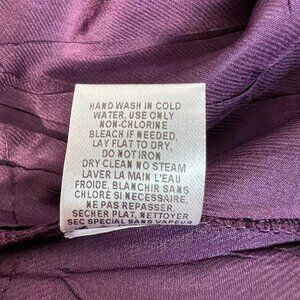 HAND WASH IN COLD
WATER, USE ONLY
NON-CHLORINE
BLEACH IF NEEDED,
LAY FLAT TO DRY,
DO NOT IRON
DRY CLEAN NO STEAM
LAVER LA MAIN L'EAU
FROIDE, BLANCHIR SANS
CHLORE SI NECESSAIRE,
NE PAS REPASSER,
SÉCHER PLAT, NETTOYER
SEC SPECIAL SANS VAPEUR